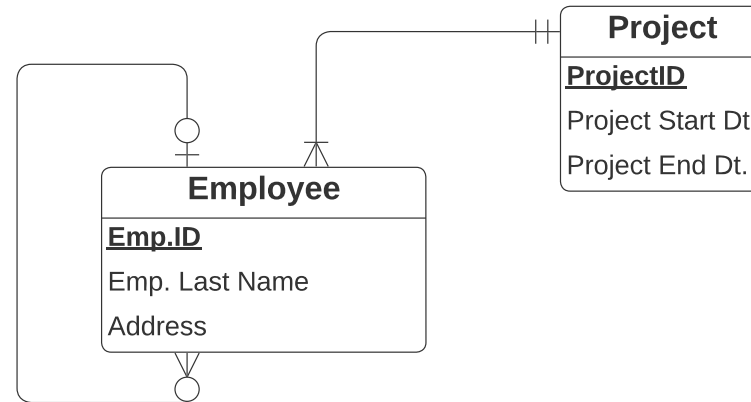 Project
ProjectID
Project Start Dt
Project End Dt.
Employee
Emp.ID
Emp. Last Name
Address